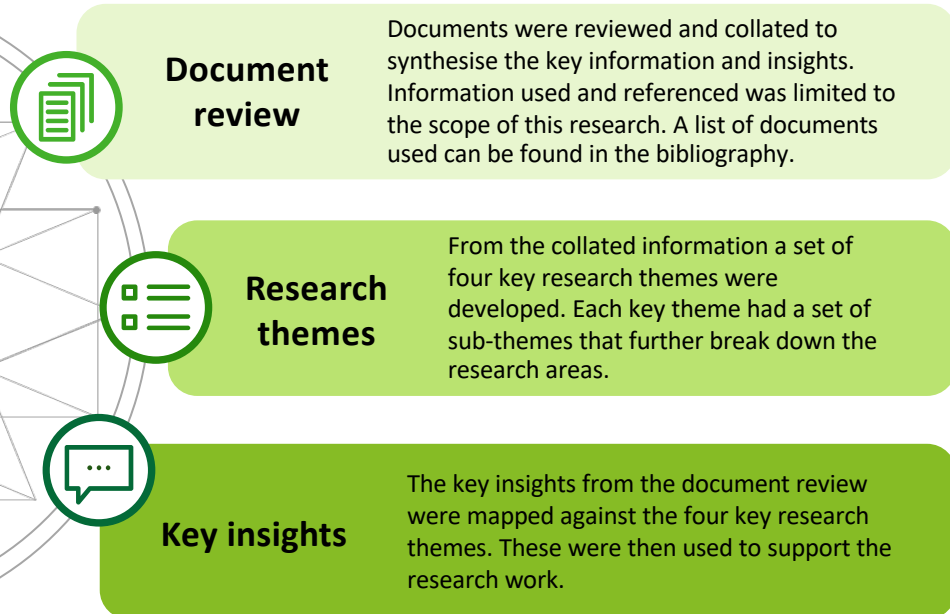 Document
review
Documents were reviewed and collated to
synthesise the key information and insights.
Information used and referenced was limited to
the scope of this research. A list of documents
used can be found in the bibliography.
Research
themes
From the collated information a set of
four key research themes were
developed. Each key theme had a set of
sub-themes that further break down the
research areas.
Key insights
The key insights from the document review
were mapped against the four key research
themes. These were then used to support the
research work.